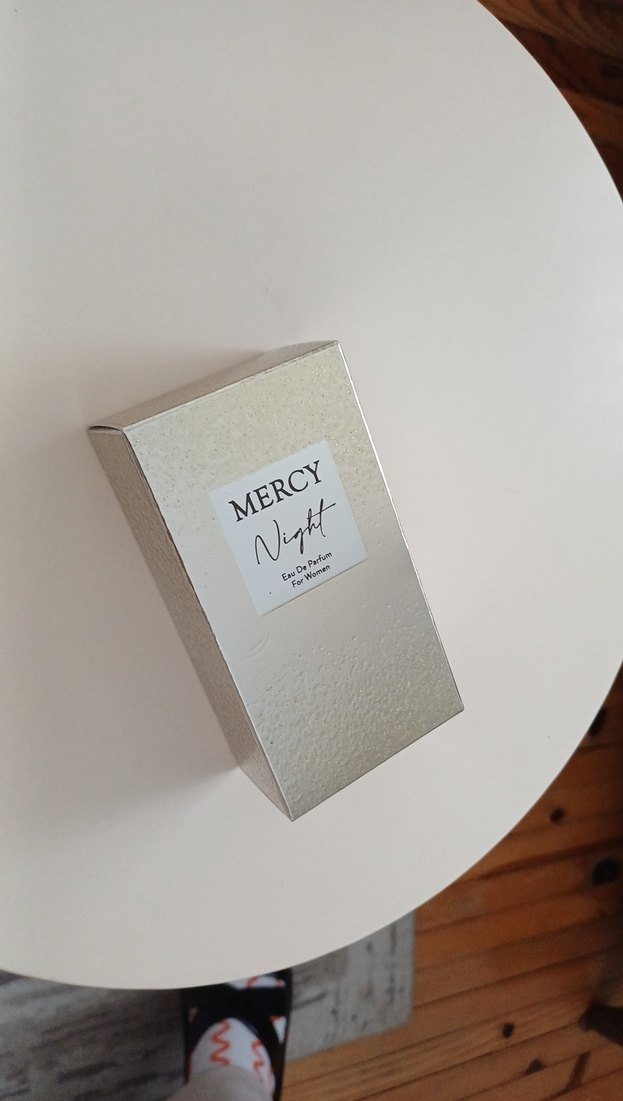 MERCY
Night
Eau De Parfum
For Women